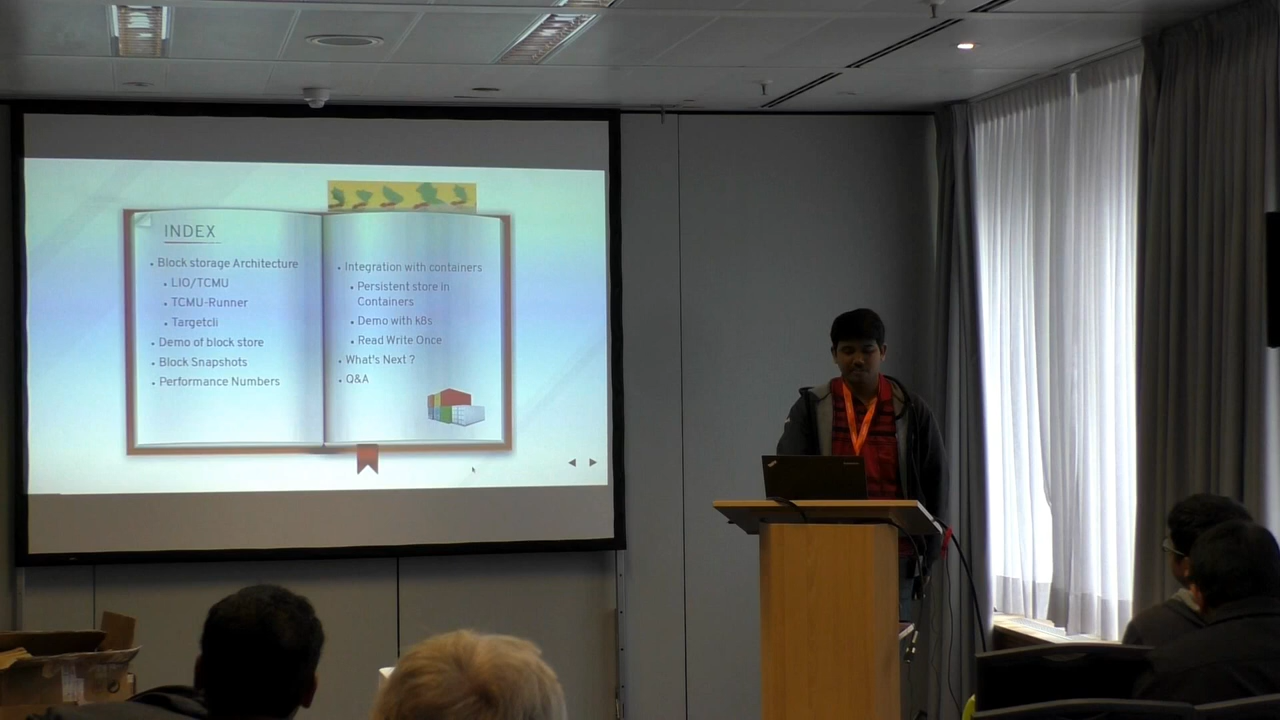 INDEX
• Block storage Architecture
• LIO/TCMU
• TCMU-Runner
• Targetcli
• Demo of block store
• Block Snapshots
• Performance Numbers
• Integration with containers
• Persistent store in
Containers
• Demo with k8s
• Read Write Once
• What's Next ?
• Q&A